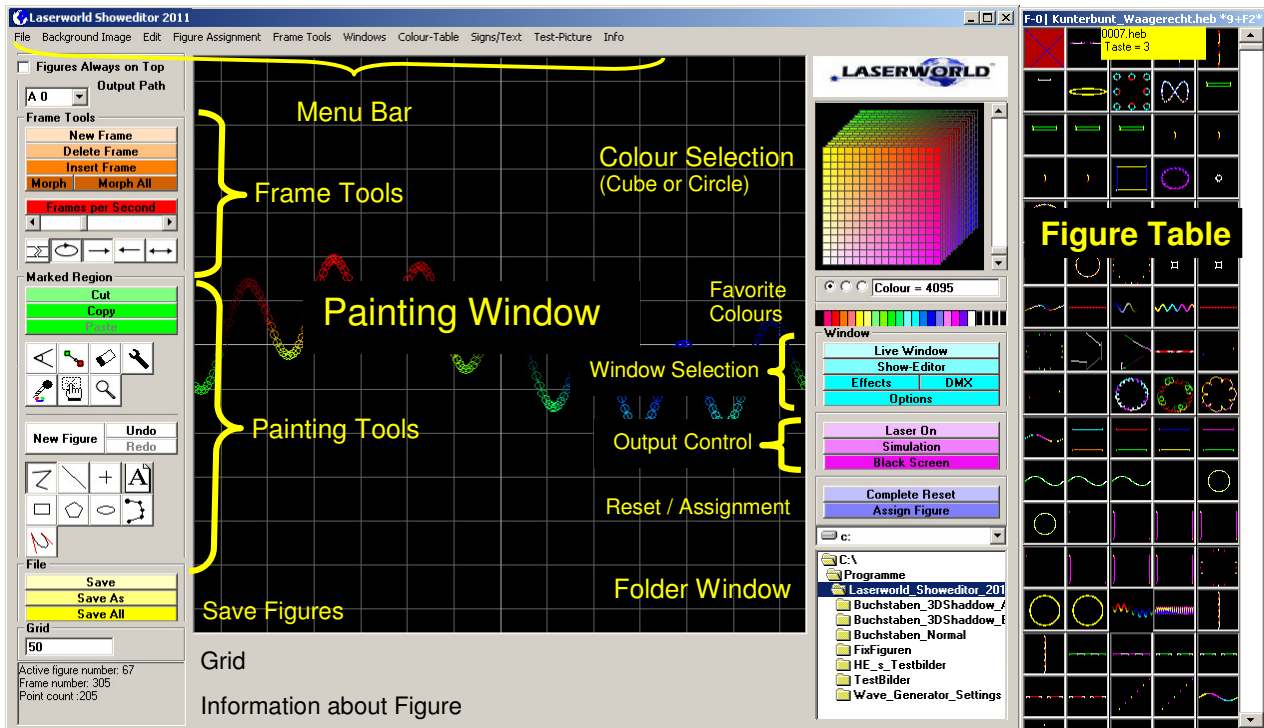 Laserworld Showeditor 2011
File Background Image Edit Figure Assignment Frame Tools Windows Colour-Table Signs/Text Test-Picture Info
Figures Always on Top
Output Path
A 0
Frame Tools
New Frame
Delete Frame
Insert Frame
Morph Morph All
Frames per Second
Marked Region
Cut
Copy
Paste
New Figure
Undo
Redo
A
File
Save
Save As
Save All
Grid
50
Active figure number: 67
Frame number: 305
Point count :205
Menu Bar
Frame Tools
Painting Window
Painting Tools
Save Figures
Grid
Information about Figure
Colour Selection
(Cube or Circle)
Favorite
Colours
Window Selection
Output Control
Reset / Assignment
Folder Window
LASERWORLD
Colour = 4095
Window
Live Window
Show-Editor
Effects DMX
Options
Laser On
Simulation
Black Screen
Complete Reset
Assign Figure
c:
C:\
Programme
Laserworld_Showeditor_201
Buchstaben_3DShaddow_A
Buchstaben_3DShaddow_E
Buchstaben_Normal
FixFiguren
HE_s_Testbilder
TestBilder
Wave_Generator_Settings
F-0| Kunterbunt_Waagerecht.heb *9+F2*
0007.heb
Taste = 3
Figure Table